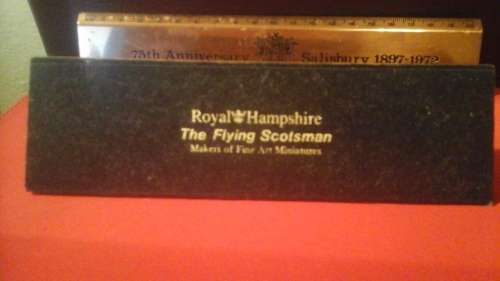 75th Anniversary Salisbury 1897-1972
Royal Hampshire
The Flying Scotsman
Makers of Fine Art Miniatures